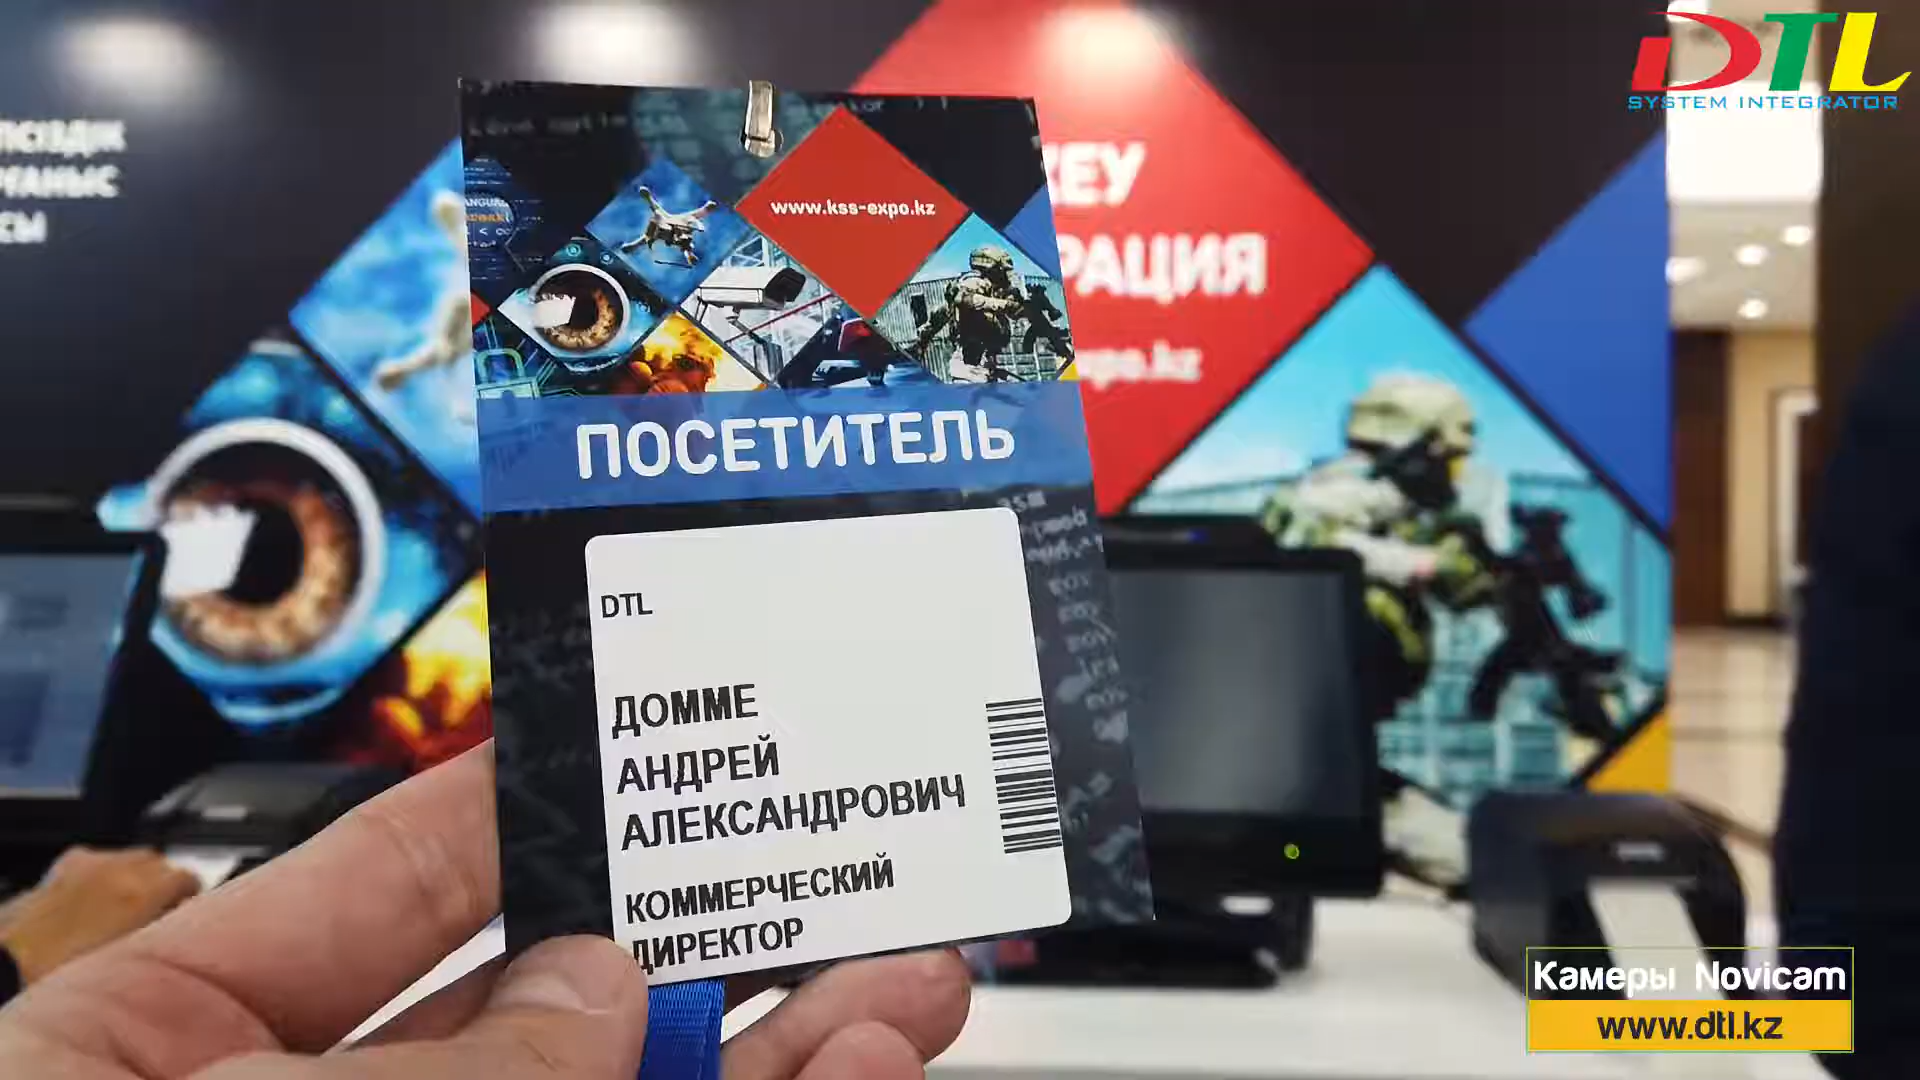 DTL
SYSTEM INTEGRATOR
www.kss-expo.kz
ПОСЕТИТЕЛЬ
DTL
ДОММЕ
АНДРЕЙ
АЛЕКСАНДРОВИЧ
КОММЕРЧЕСКИЙ
ДИРЕКТОР
Камеры Novicam
www.dtl.kz